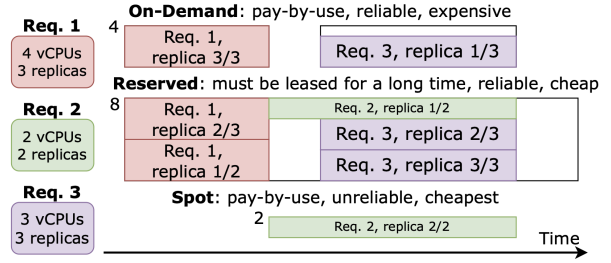 On-Demand: pay-by-use, reliable, expensive
Req. 1
4 vCPUs
3 replicas
4
Req. 1,
replica 3/3
Req. 3, replica 1/3
Reserved: must be leased for a long time, reliable, cheap
Req. 2
2 vCPUs
2 replicas
8
Req. 1,
replica 2/3
Req. 1,
replica 1/2
Req. 2, replica 1/2
Req. 3, replica 2/3
Req. 3, replica 3/3
Req. 3
3 vCPUs
3 replicas
Spot: pay-by-use, unreliable, cheapest
2
Req. 2, replica 2/2
Time